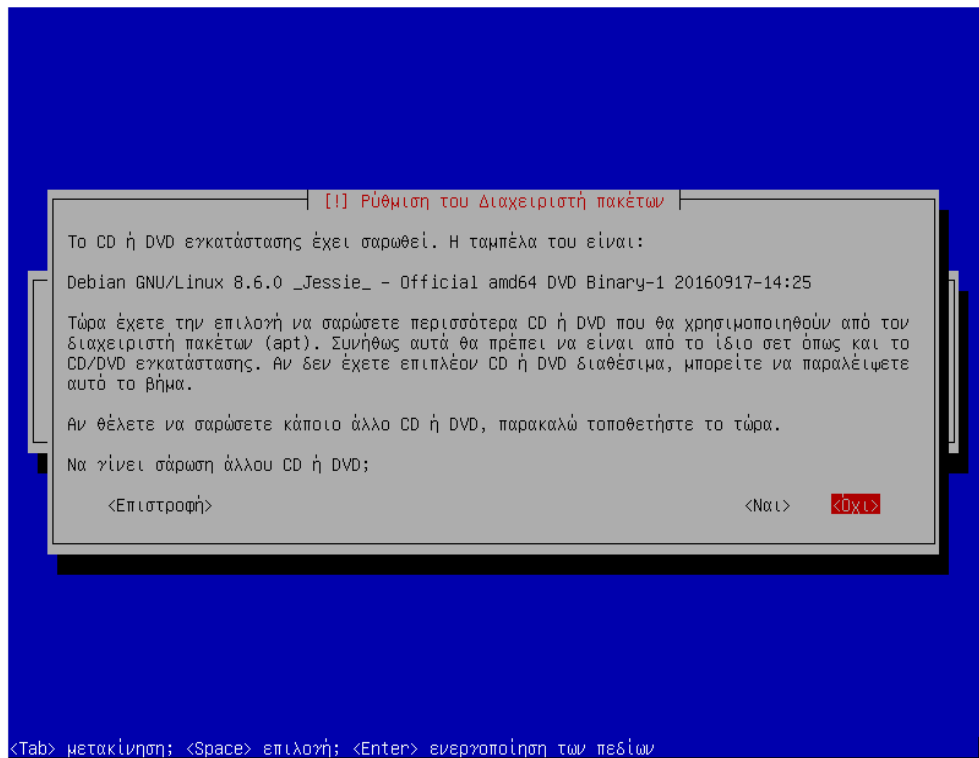 [!] Ρύθμιση του Διαχειριστή πακέτων
Το CD ή DVD εγκατάστασης έχει σαρωθεί. Η ταμπέλα του είναι:
Debian GNU/Linux 8.6.0 _Jessie_ - Official amd64 DVD Binary-1 20160917-14:25
Τώρα έχετε την επιλογή να σαρώσετε περισσότερα CD ή DVD που θα χρησιμοποιηθούν από τον
διαχειριστή πακέτων (apt). Συνήθως αυτά θα πρέπει να είναι από το ίδιο σετ όπως και το
CD/DVD εγκατάστασης. Αν δεν έχετε επιπλέον CD ή DVD διαθέσιμα, μπορείτε να παραλείψετε
αυτό το βήμα.
Αν θέλετε να σαρώσετε κάποιο άλλο CD ή DVD, παρακαλώ τοποθετήστε το τώρα.
Να γίνει σάρωση άλλου CD ή DVD;
<Επιστροφή> <Ναι> <Όχι>
<Tab> μετακίνηση; <Space> επιλογή; <Enter> ενεργοποίηση των πεδίων